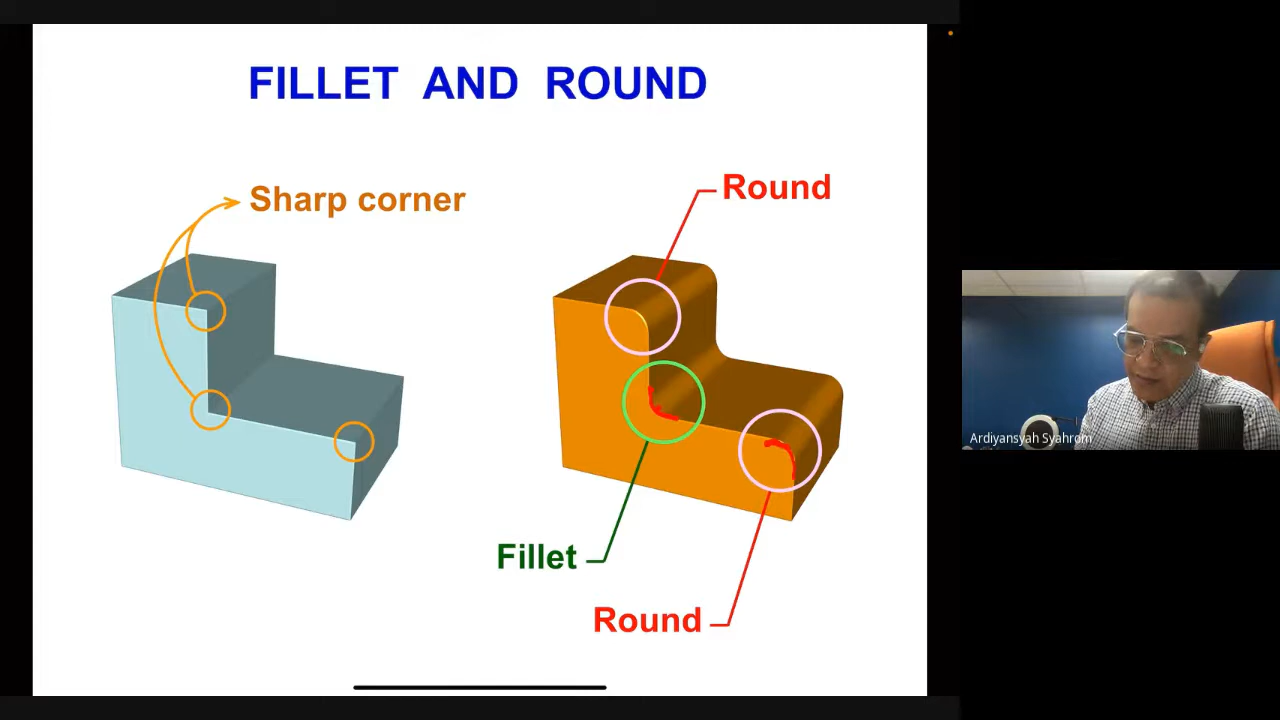 FILLET AND ROUND
Sharp corner
Round
Fillet
Round
Ardiyansyah Syahrom